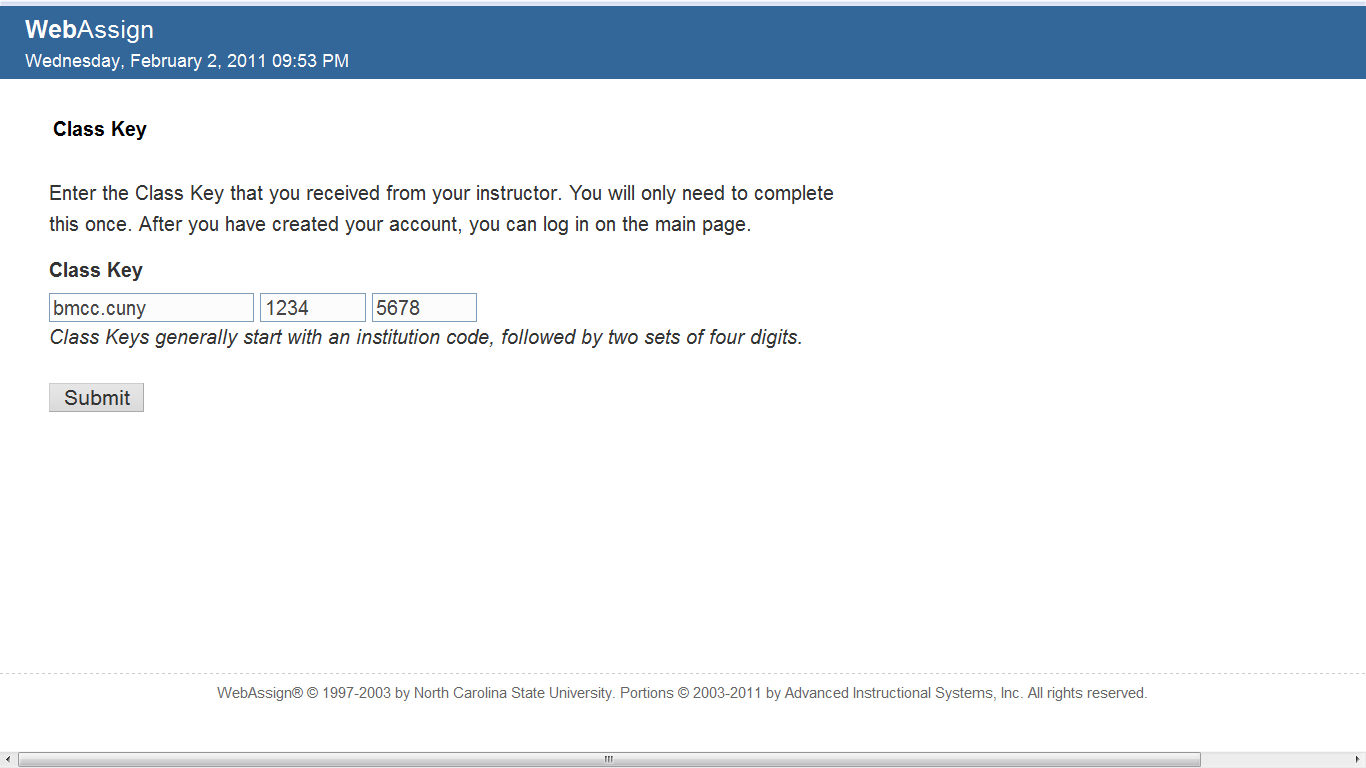 WebAssign
Wednesday, February 2, 2011 09:53 PM
Class Key
Enter the Class Key that you received from your instructor. You will only need to complete
this once. After you have created your account, you can log in on the main page.
Class Key
bmcc.cuny 1234 5678
Class Keys generally start with an institution code, followed by two sets of four digits.
Submit
WebAssign® © 1997-2003 by North Carolina State University. Portions © 2003-2011 by Advanced Instructional Systems, Inc. All rights reserved.